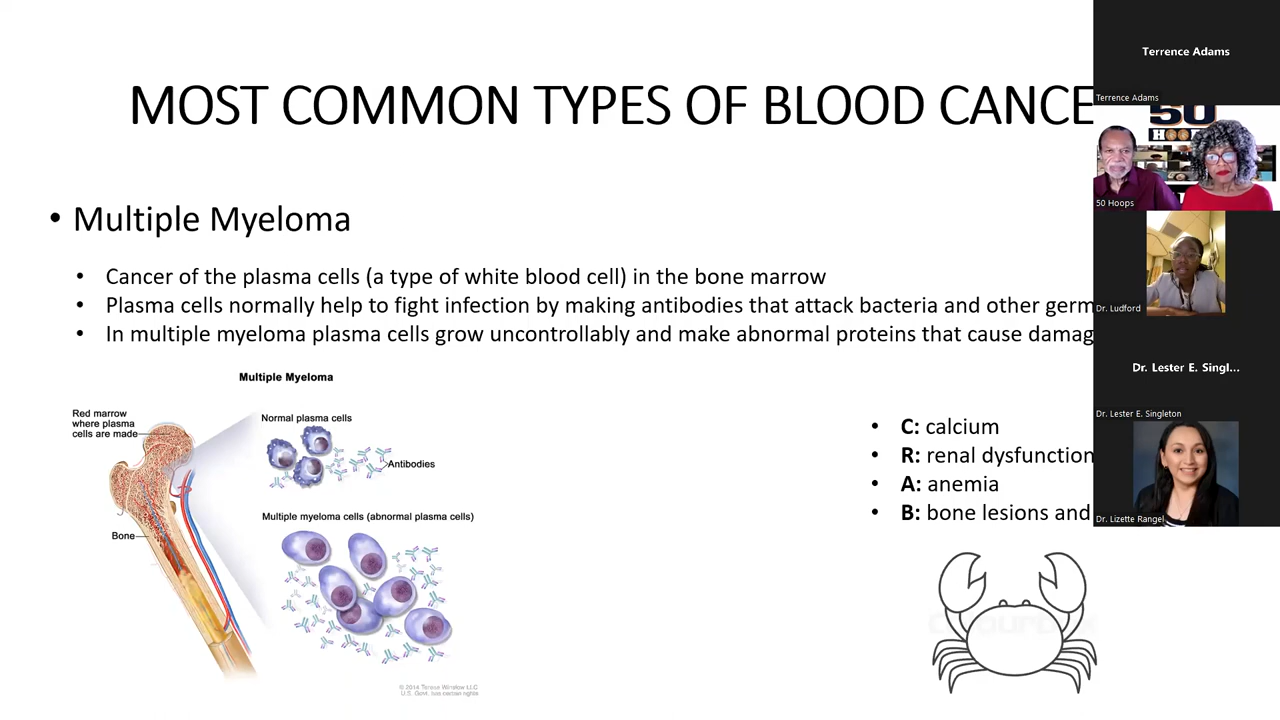 MOST COMMON TYPES OF BLOOD CANCE
• Multiple Myeloma
• Cancer of the plasma cells (a type of white blood cell) in the bone marrow
• Plasma cells normally help to fight infection by making antibodies that attack bacteria and other germ
• In multiple myeloma plasma cells grow uncontrollably and make abnormal proteins that cause damag
Multiple Myeloma
Red marrow
where plasma
cells are made
Normal plasma cells
Antibodies
Multiple myeloma cells (abnormal plasma cells)
Bone
© 2014 Terese Winslow LLC
U.S. Govt. has certain rights
• C: calcium
• R: renal dysfunction
• A: anemia
• B: bone lesions and
Terrence Adams
Terrence Adams
50
50 Hoops
Dr. Ludford
Dr. Lester E. Singl...
Dr. Lester E. Singleton
Dr. Lizette Rangel